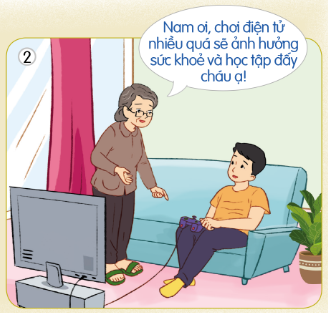 Nam ơi, chơi điện tử
nhiều quá sẽ ảnh hưởng
sức khoẻ và học tập đấy
cháu ạ!
2